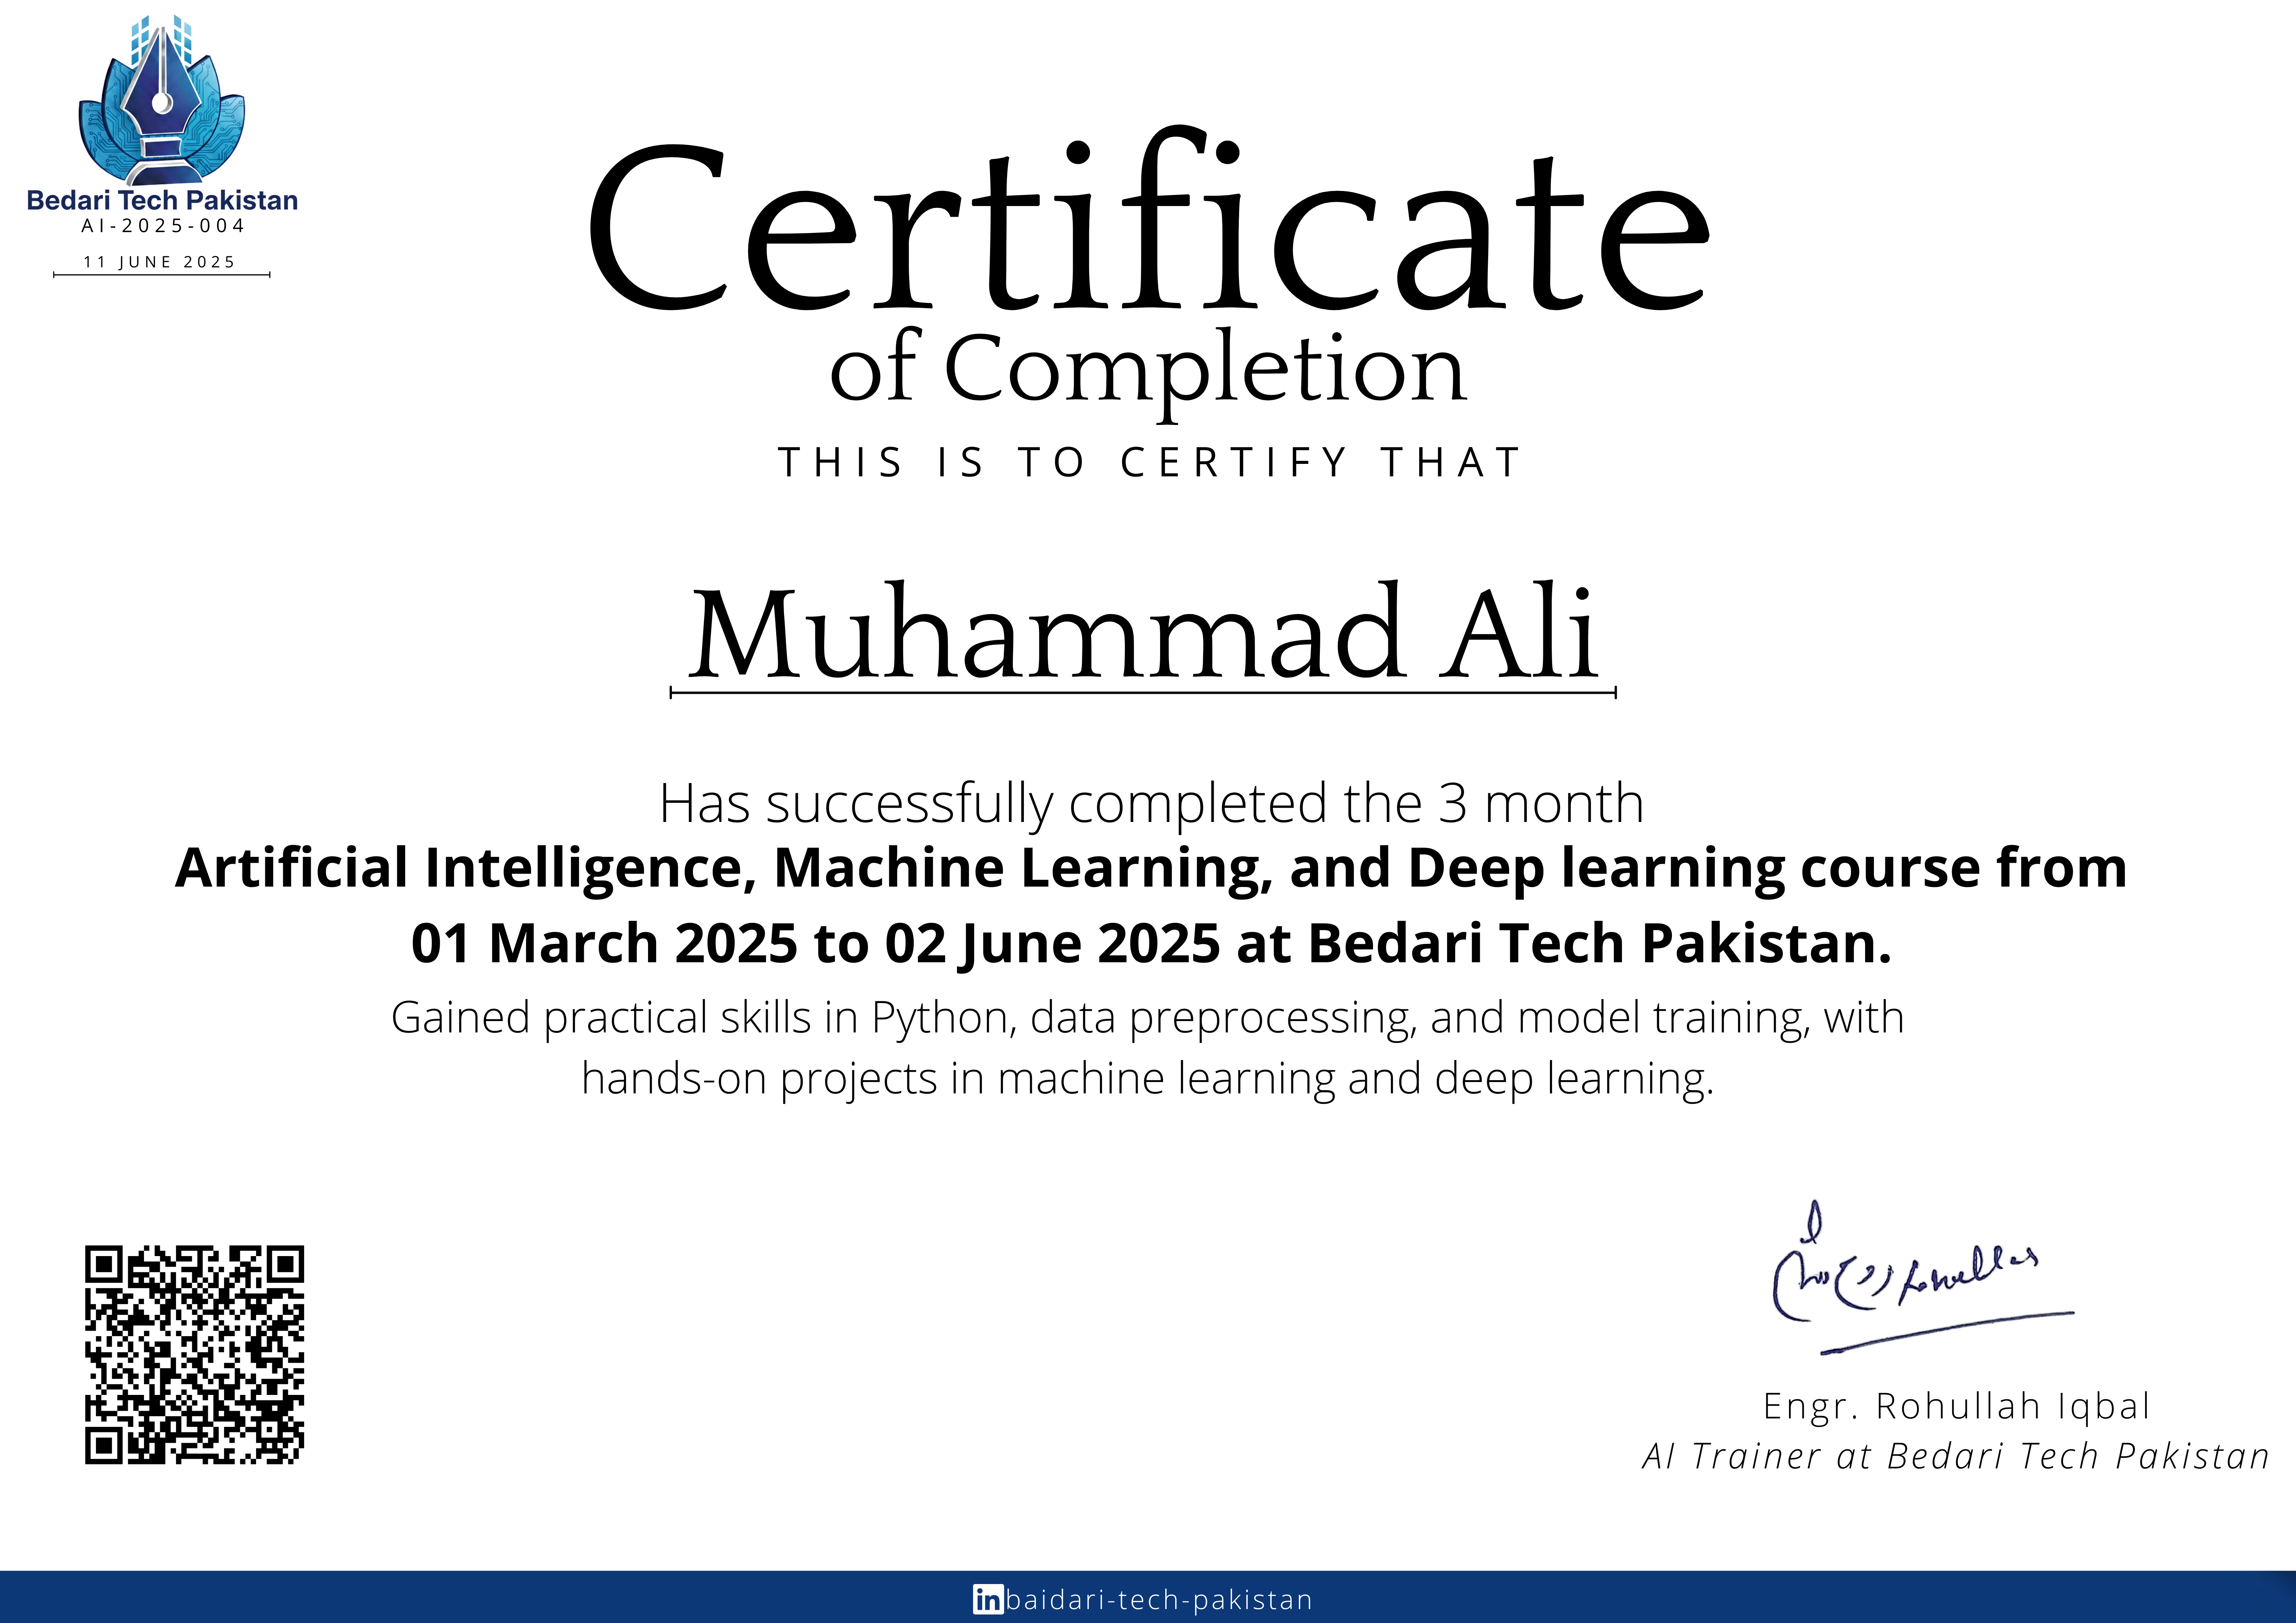 Bedari Tech Pakistan
AI-2025-004
11 JUNE 2025
Certificate
of Completion
THIS IS TO CERTIFY THAT
Muhammad Ali
Has successfully completed the 3 month
Artificial Intelligence, Machine Learning, and Deep learning course from
01 March 2025 to 02 June 2025 at Bedari Tech Pakistan.
Gained practical skills in Python, data preprocessing, and model training, with
hands-on projects in machine learning and deep learning.
Engr. Rohullah Iqbal
AI Trainer at Bedari Tech Pakistan
in baidari-tech-pakistan